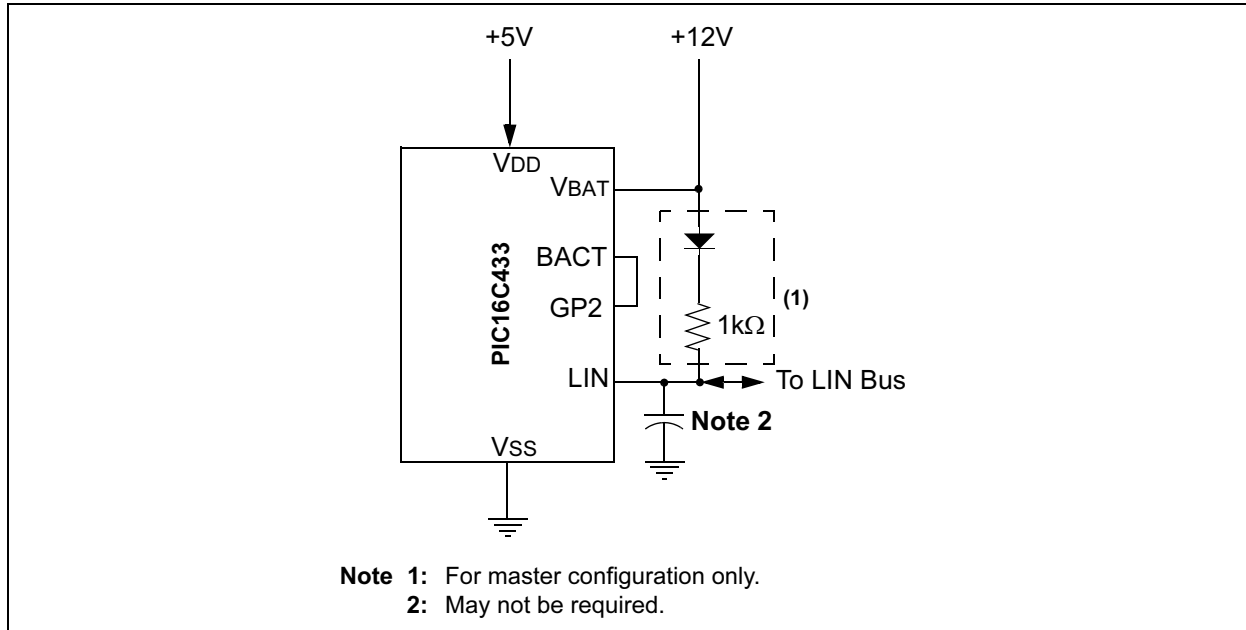 +5V
+12V
VDD
VBAT
BACT
GP2
PIC16C433
(1)
1kΩ
LIN
To LIN Bus
Note 2
VSS
Note 1: For master configuration only.
2: May not be required.